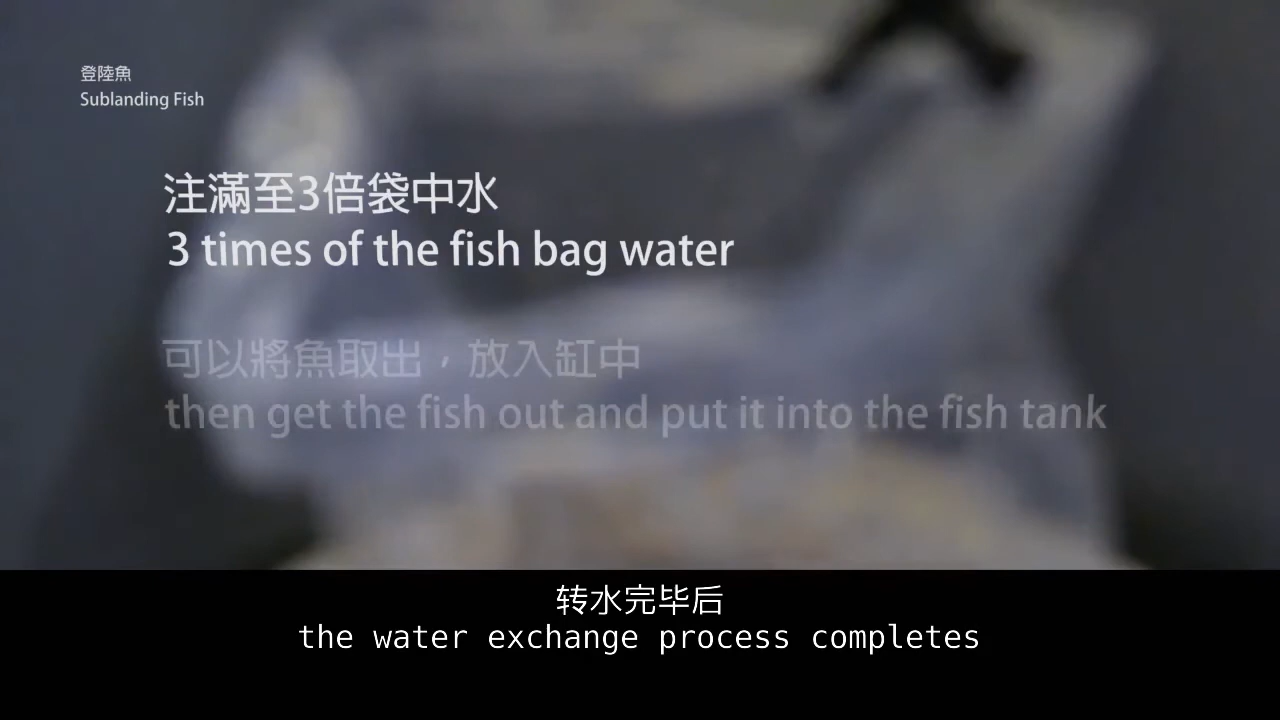 登陸魚
Sublanding Fish
注滿至3倍袋中水
3 times of the fish bag water
可以將魚取出，放入缸中
then get the fish out and put it into the fish tank
转水完毕后
the water exchange process completes